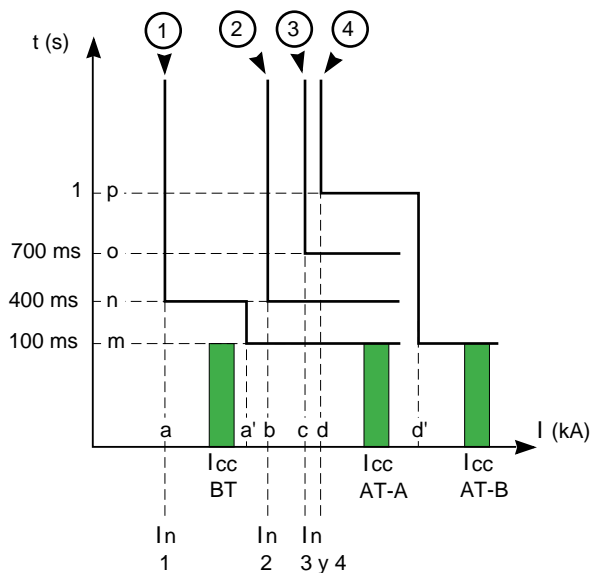 1 2 3 4
t (s)
1 p
700 ms o
400 ms n
100 ms m
a a' b c d d' I (kA)
Icc Icc Icc
BT AT-A AT-B
In In In
1 2 3 y 4